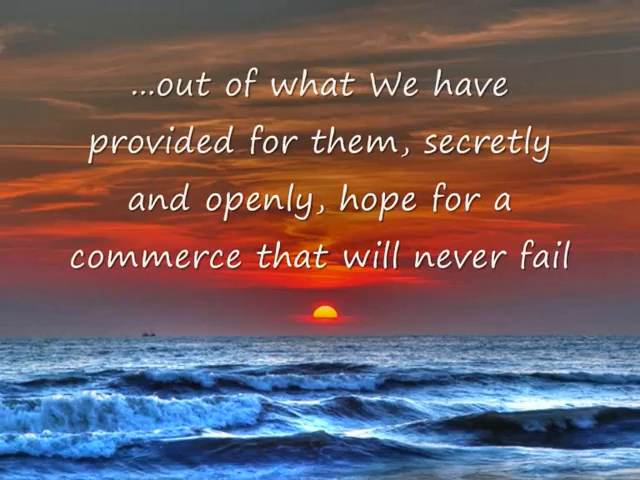 ...out of what We have
provided for them, secretly
and openly, hope for a
commerce that will never fail